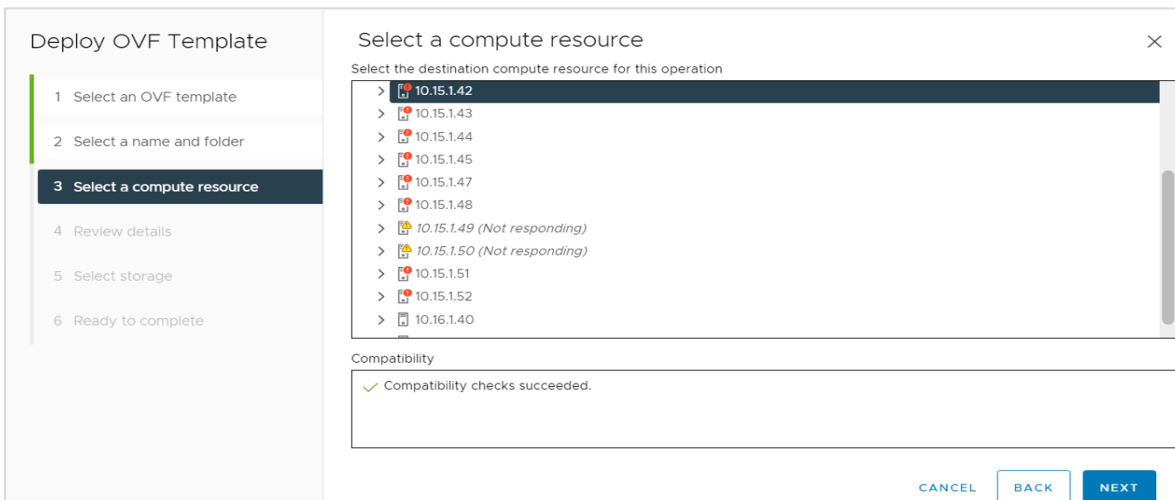 Deploy OVF Template
1 Select an OVF template
2 Select a name and folder
3 Select a compute resource
4 Review details
5 Select storage
6 Ready to complete
Select a compute resource
Select the destination compute resource for this operation
10.15.1.42
10.15.1.43
10.15.1.44
10.15.1.45
10.15.1.47
10.15.1.48
10.15.1.49 (Not responding)
10.15.1.50 (Not responding)
10.15.1.51
10.15.1.52
10.16.1.40
Compatibility
Compatibility checks succeeded.
CANCEL BACK NEXT